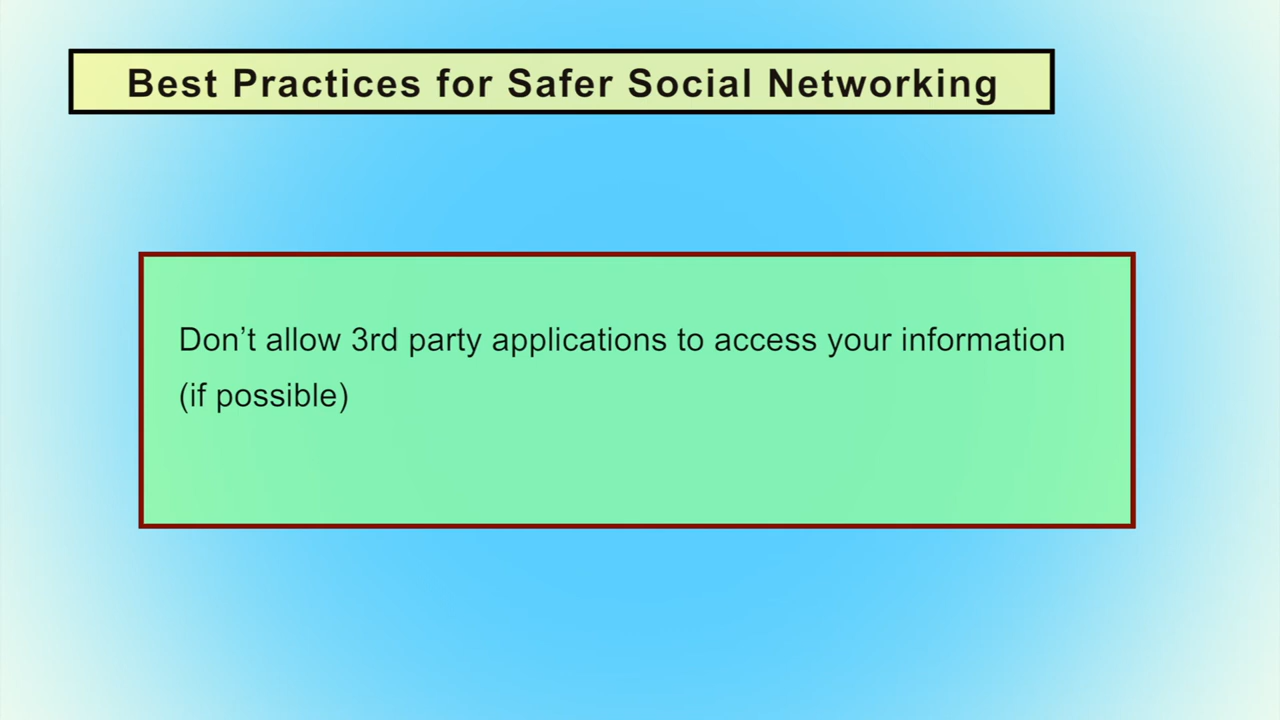 Best Practices for Safer Social Networking
Don’t allow 3rd party applications to access your information
(if possible)